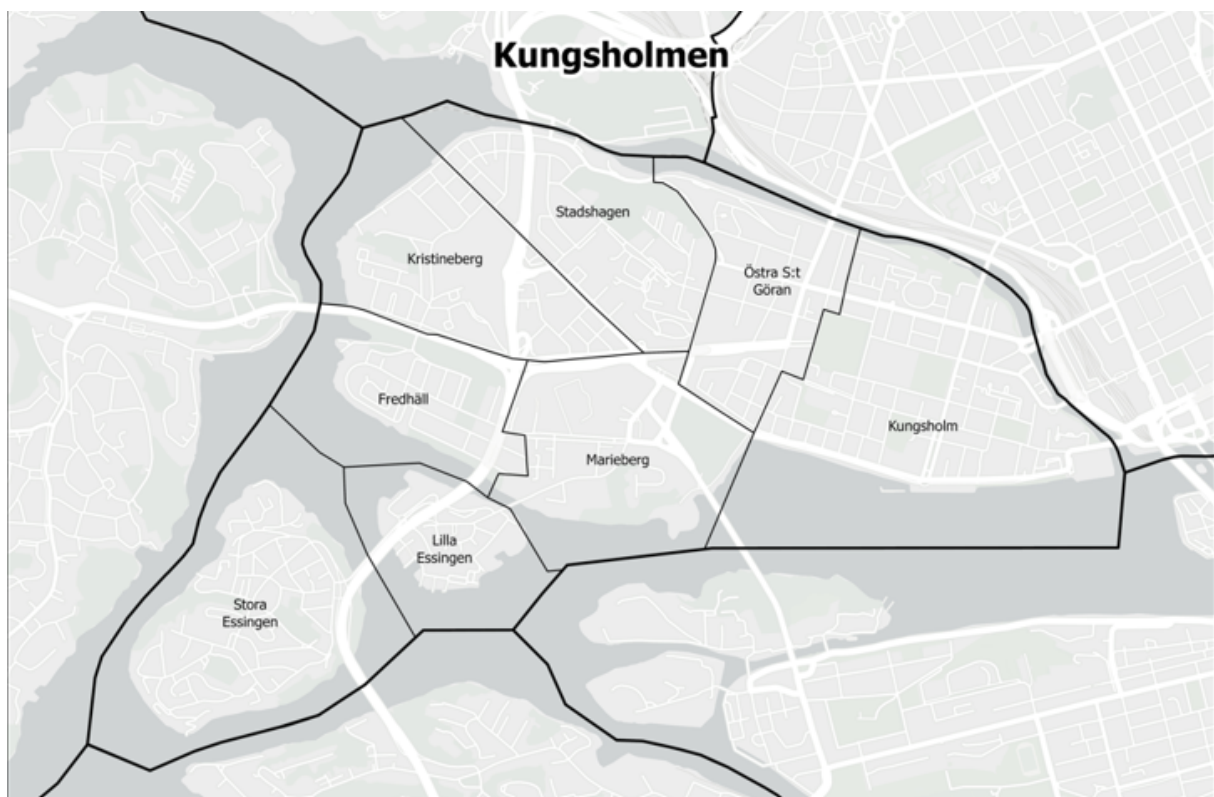 Kungsholmen
Stadshagen
Kristineberg
Östra S:t
Göran
Fredhäll
Kungsholm
Marieberg
Lilla
Essingen
Stora
Essingen